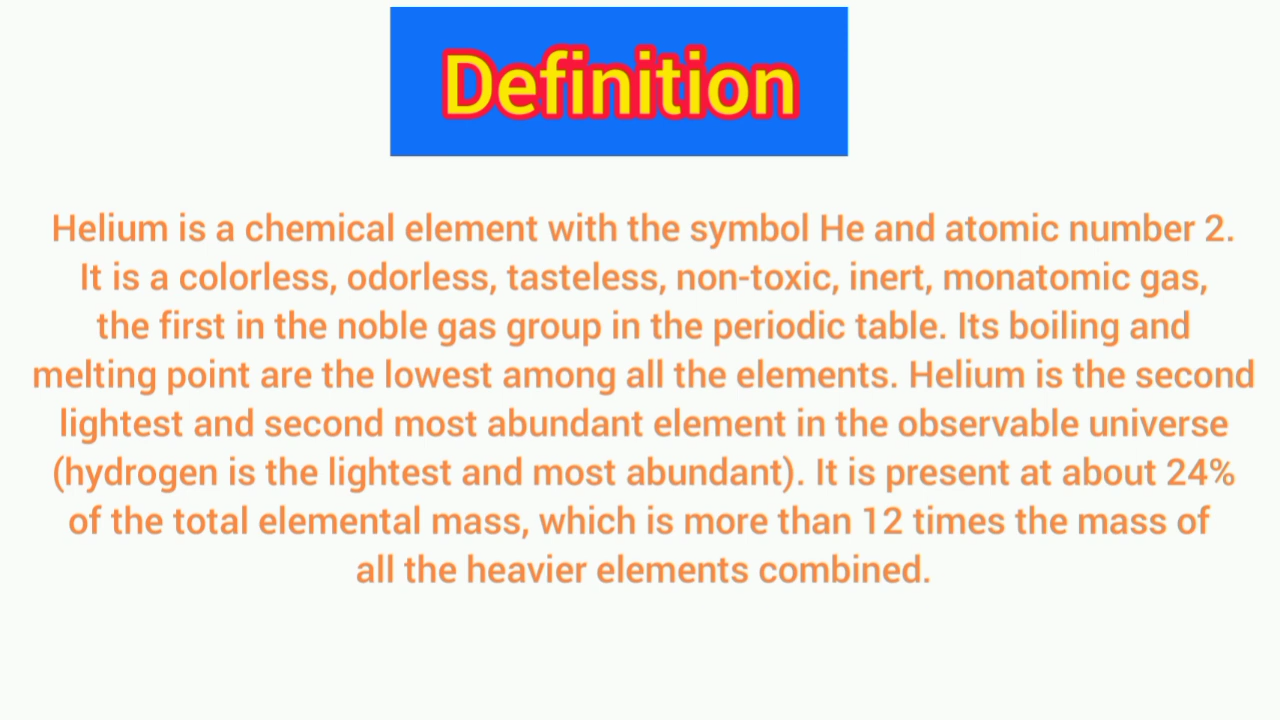 Definition
Helium is a chemical element with the symbol He and atomic number 2.
It is a colorless, odorless, tasteless, non-toxic, inert, monatomic gas,
the first in the noble gas group in the periodic table. Its boiling and
melting point are the lowest among all the elements. Helium is the second
lightest and second most abundant element in the observable universe
(hydrogen is the lightest and most abundant). It is present at about 24%
of the total elemental mass, which is more than 12 times the mass of
all the heavier elements combined.